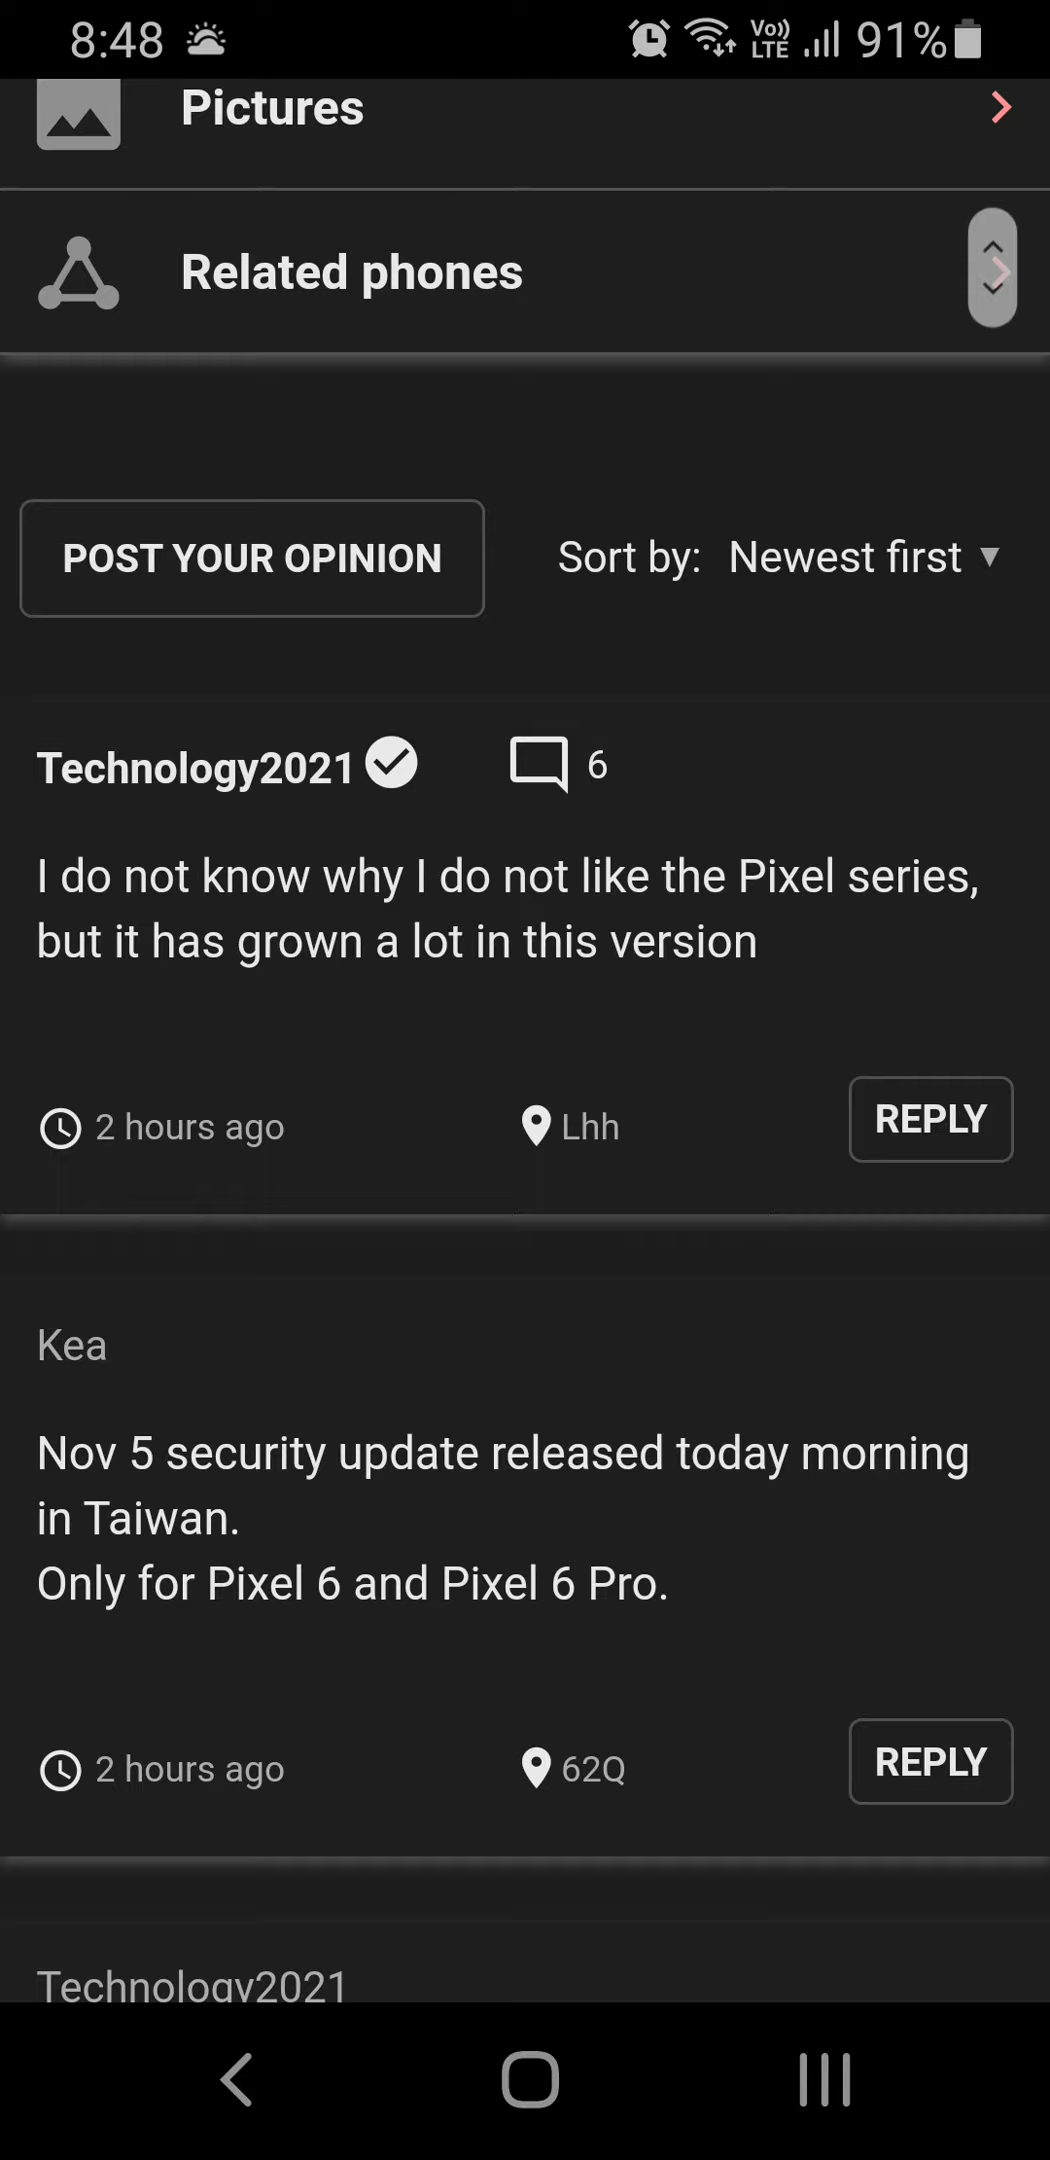 8:48 Vo)) LTE 91%
Pictures
Related phones
POST YOUR OPINION Sort by: Newest first
Technology2021 6
I do not know why I do not like the Pixel series,
but it has grown a lot in this version
2 hours ago Lhh REPLY
Kea
Nov 5 security update released today morning
in Taiwan.
Only for Pixel 6 and Pixel 6 Pro.
2 hours ago 62Q REPLY
Technology2021